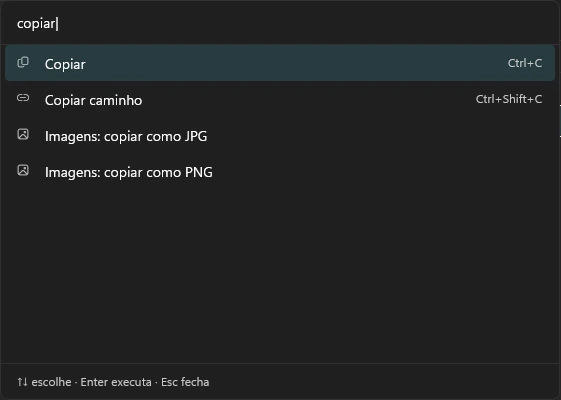 copiar
Copiar Ctrl+C
Copiar caminho Ctrl+Shift+C
Imagens: copiar como JPG
Imagens: copiar como PNG
↑↓ escolhe · Enter executa · Esc fecha